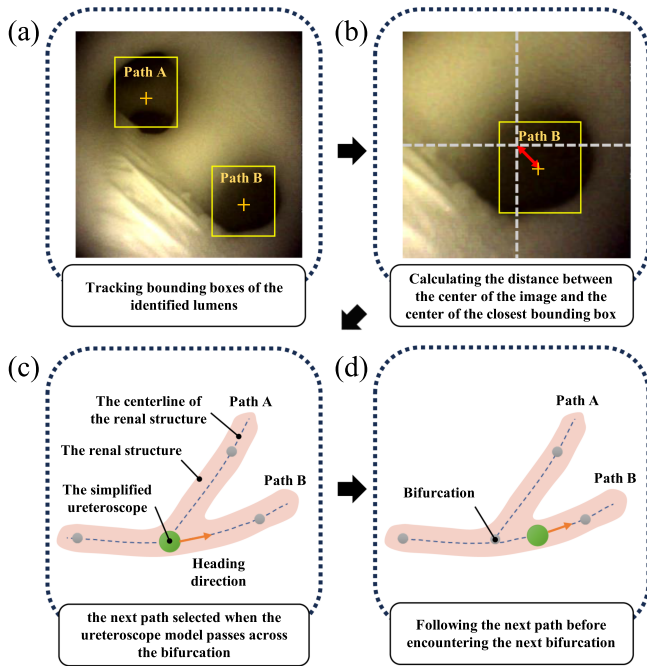 (a)
Path A
Path B
Tracking bounding boxes of the
identified lumens
(b)
Path B
Calculating the distance between
the center of the image and the
center of the closest bounding box
(c)
The centerline
of the renal structure
Path A
The renal structure
The simplified
ureteroscope
Path B
Heading
direction
the next path selected when the
ureteroscope model passes across
the bifurcation
(d)
Path A
Path B
Bifurcation
Following the next path before
encountering the next bifurcation